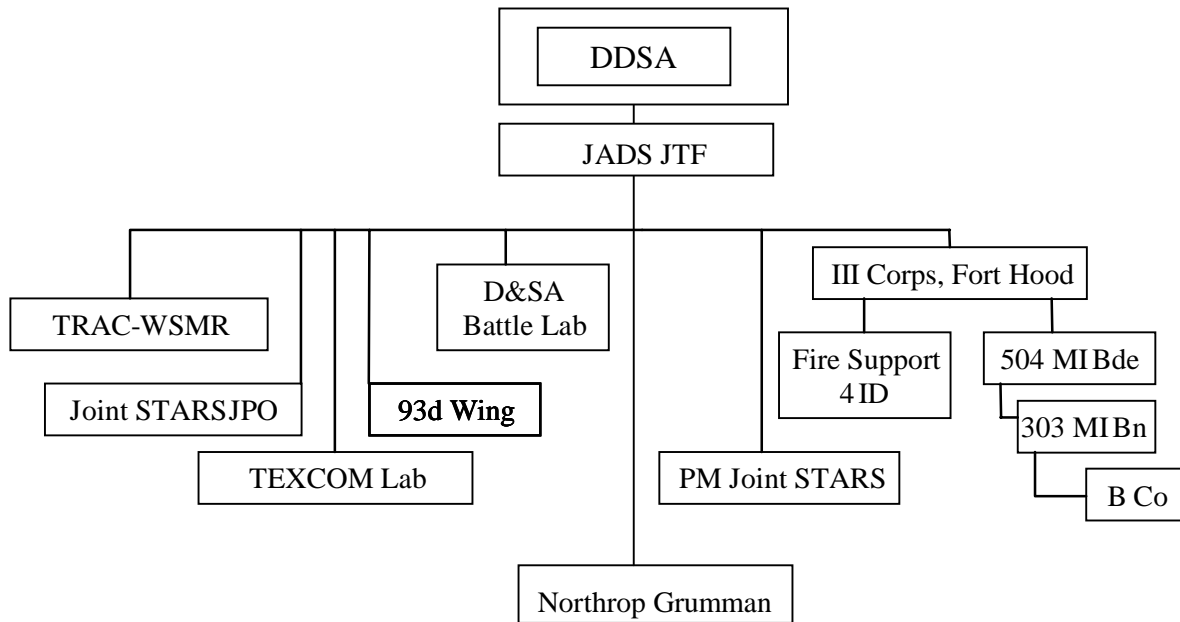 DDSA
JADS JTF
III Corps, Fort Hood
D&SA
Battle Lab
TRAC-WSMR
Fire Support
4 ID
504 MI Bde
Joint STARSJPO
93d Wing
303 MI Bn
TEXCOM Lab
PM Joint STARS
B Co
Northrop Grumman